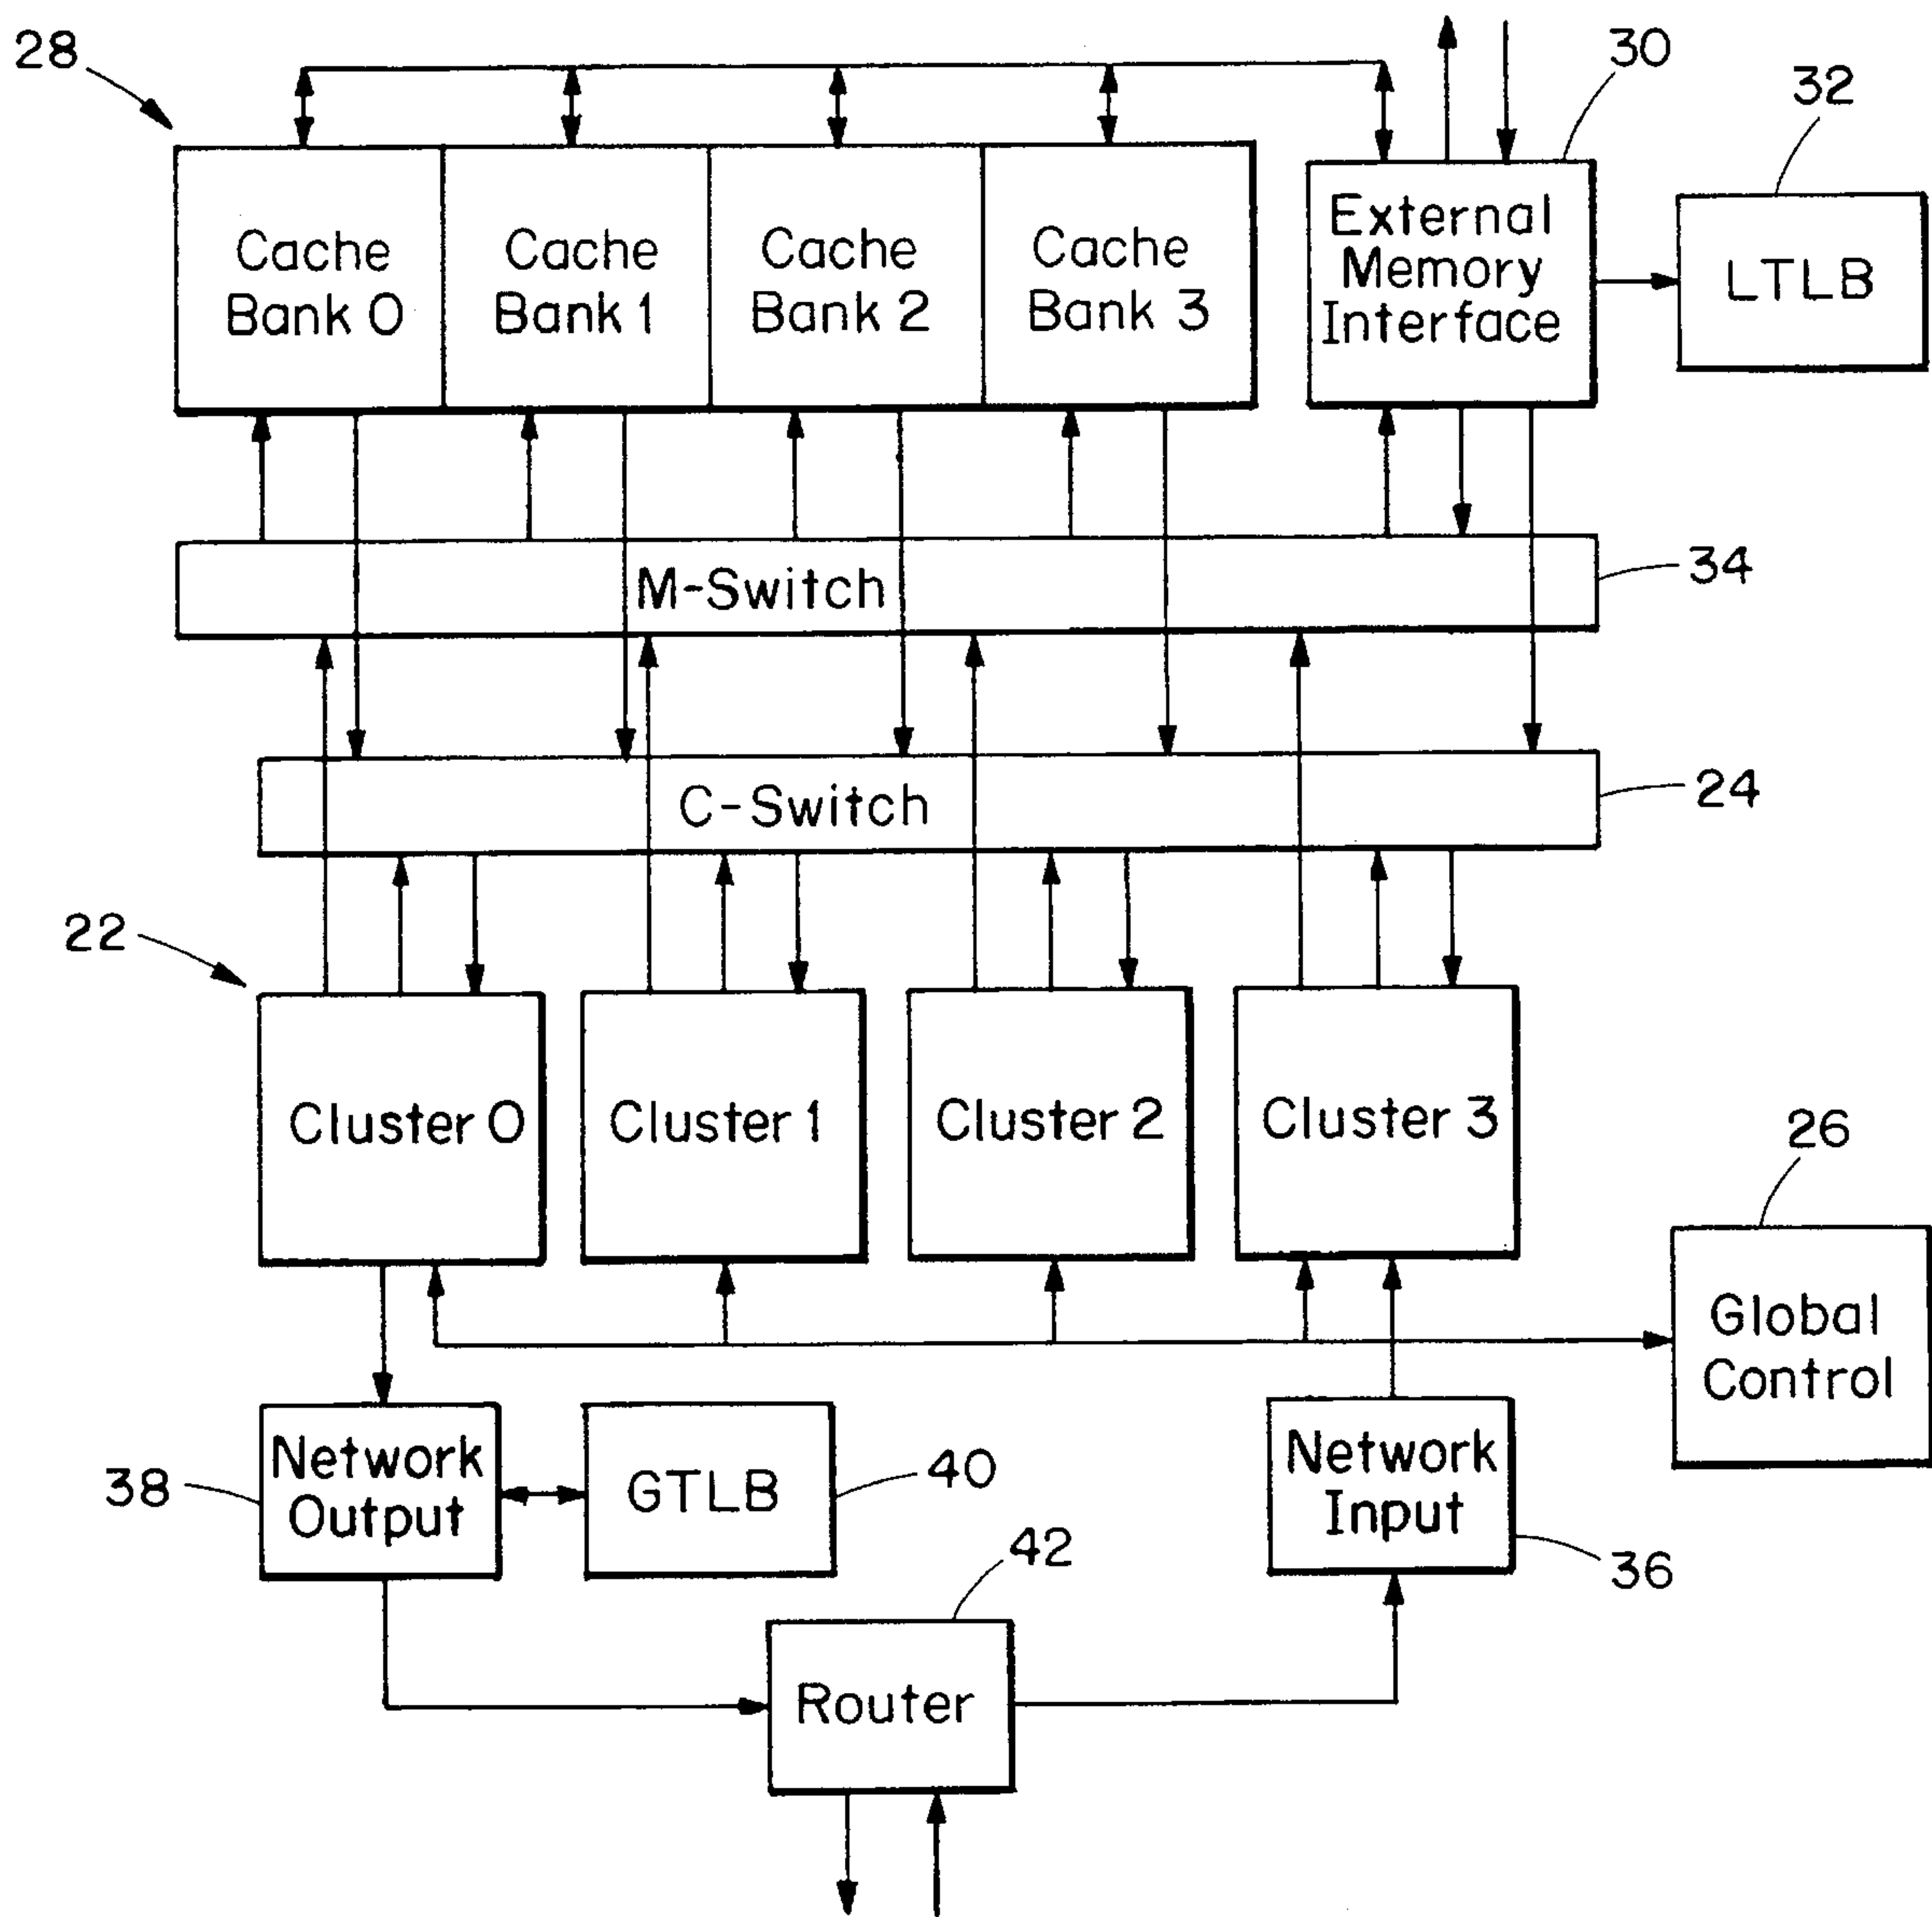 28
30
32
Cache
Bank 0
Cache
Bank 1
Cache
Bank 2
Cache
Bank 3
External
Memory
Interface
LTLB
M-Switch
34
C-Switch
24
22
Cluster 0
Cluster 1
Cluster 2
Cluster 3
26
Global
Control
Network
Output
38
GTLB
40
Network
Input
36
42
Router